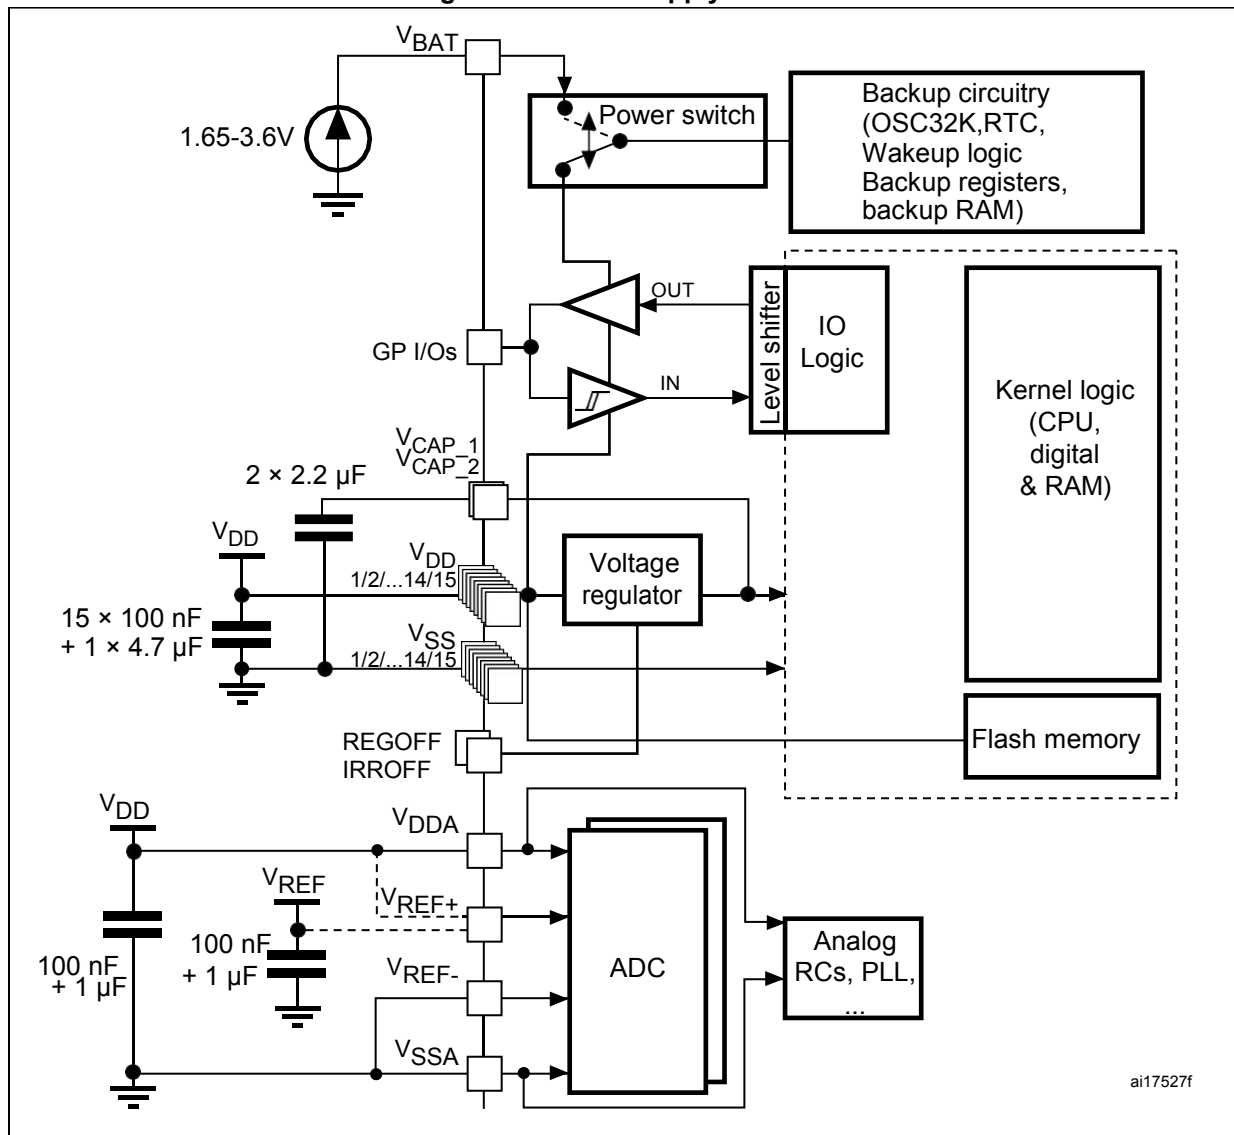 VBAT
1.65-3.6V
Power switch
Backup circuitry
(OSC32K,RTC,
Wakeup logic
Backup registers,
backup RAM)
OUT
GP I/Os
IN
Level shifter
IO
Logic
Kernel logic
(CPU,
digital
& RAM)
VCAP_1
VCAP_2
2 × 2.2 μF
VDD
VDD
1/2/...14/15
15 × 100 nF
+ 1 × 4.7 μF
Voltage
regulator
VSS
1/2/...14/15
REGOFF
IRROFF
Flash memory
VDD
VDDA
VREF
VREF+
100 nF
+ 1 μF
100 nF
+ 1 μF
VREF-
ADC
Analog
RCs, PLL,
...
VSSA
ai17527f